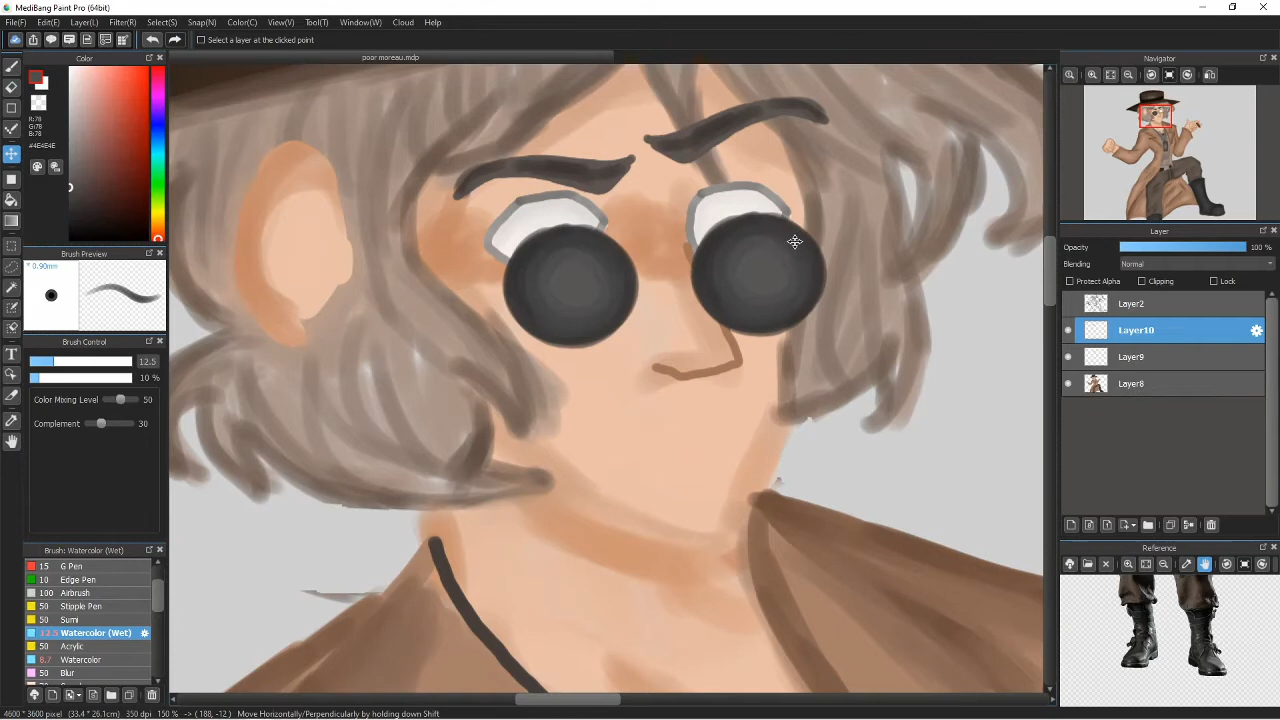 MediBang Paint Pro (64bit)
File(F) Edit(E) Layer(L) Filter(R) Select(S) Snap(N) Color(C) View(V) Tool(T) Window(W) Cloud Help
Select a layer at the clicked point
Color
poor moreau.mdp
Navigator
R:78
G:78
B:78
#4E4E4E
Brush Preview
* 0.90mm
Brush Control
12.5
10 %
Color Mixing Level 50
Complement 30
Brush: Watercolor (Wet)
15 G Pen
10 Edge Pen
100 Airbrush
50 Stipple Pen
50 Sumi
12.5 Watercolor (Wet)
50 Acrylic
8.7 Watercolor
50 Blur
Layer
Opacity 100 %
Blending Normal
Protect Alpha Clipping Lock
Layer2
Layer10
Layer9
Layer8
Reference
4600 * 3600 pixel (33.4 * 26.1cm) 350 dpi 150 % -> ( 188, -12 ) Move Horizontally/Perpendicularly by holding down Shift